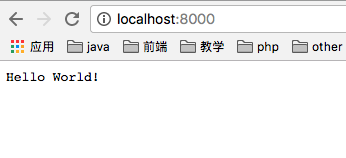 localhost:8000
应用 java 前端 教学 php other
Hello World!